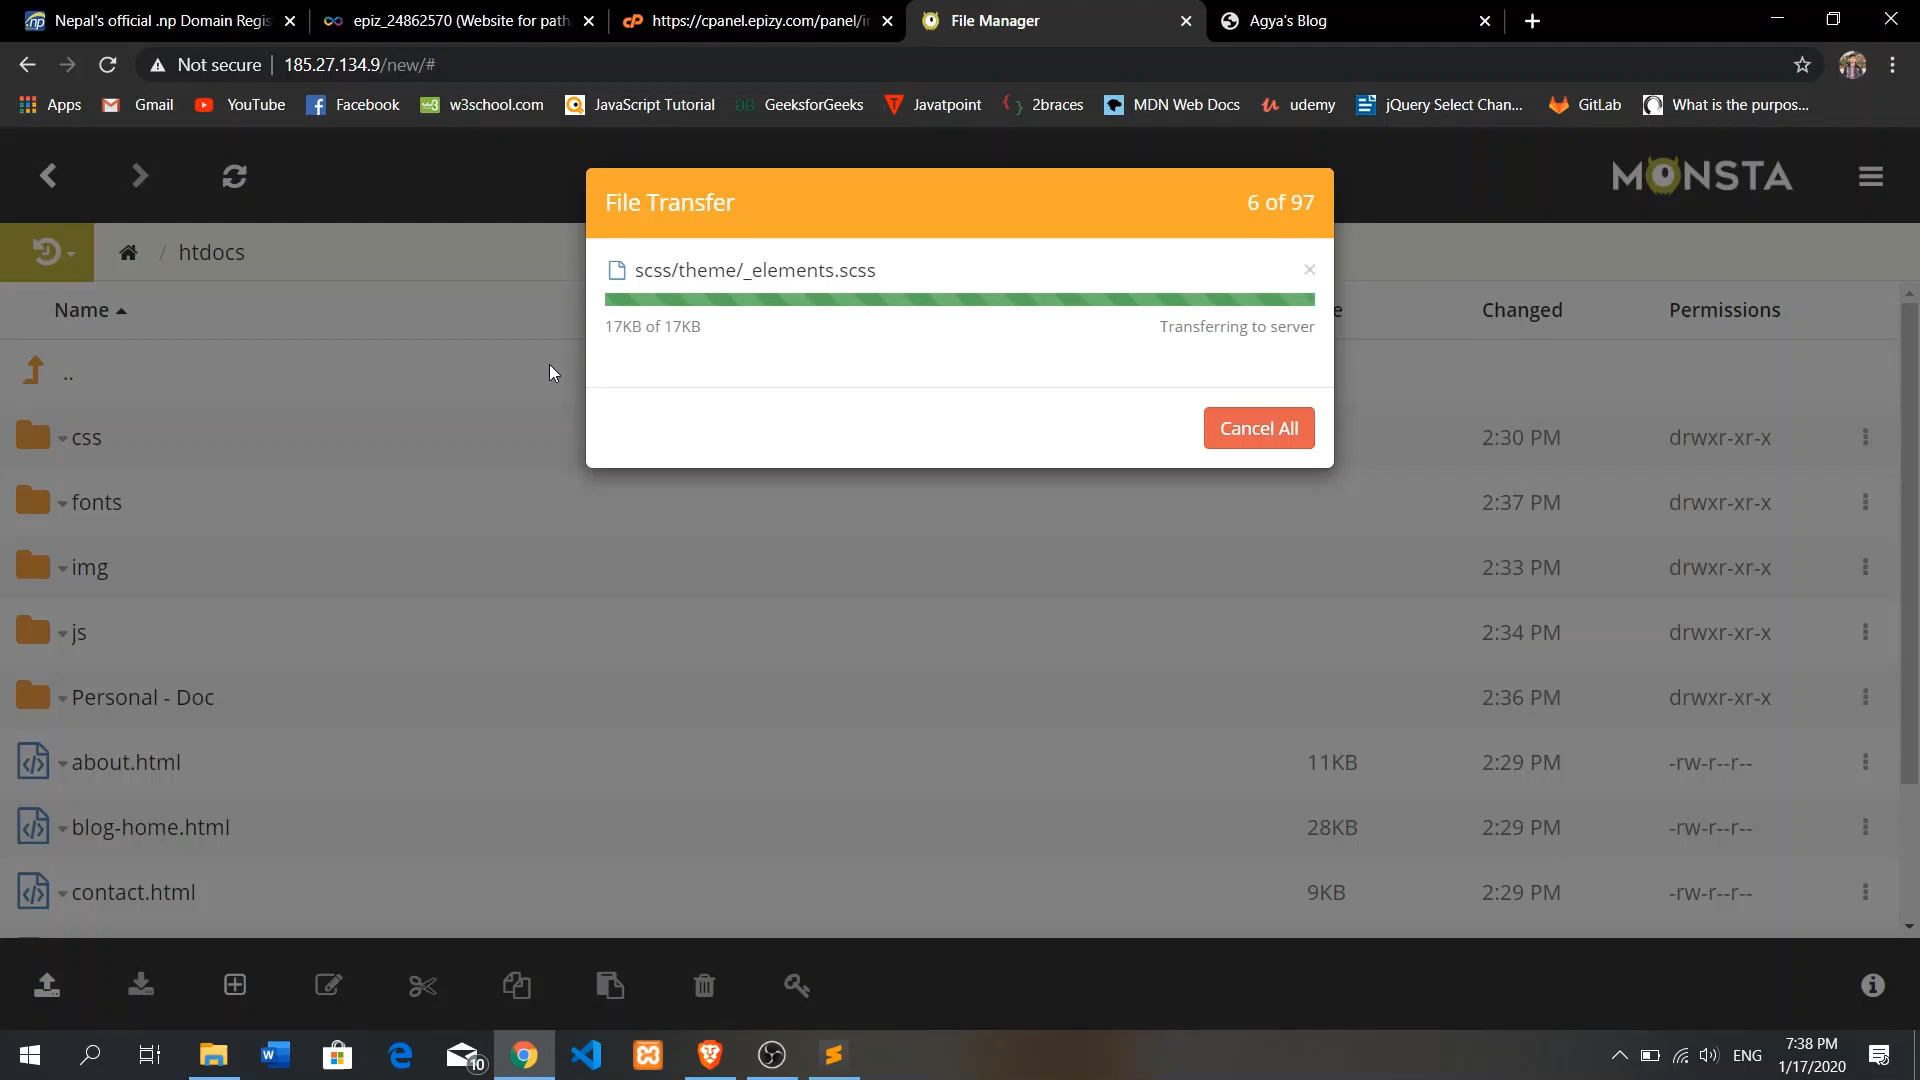 Nepal's official .np Domain Regis
epiz_24862570 (Website for path
https://cpanel.epizy.com/panel/in
File Manager
Agya's Blog
Not secure
185.27.134.9/new/#
Apps
Gmail
YouTube
Facebook
w3school.com
JavaScript Tutorial
GeeksforGeeks
Javatpoint
2braces
MDN Web Docs
udemy
jQuery Select Chan...
GitLab
What is the purpos...
MONSTA
File Transfer
6 of 97
htdocs
scss/theme/_elements.scss
17KB of 17KB
Transferring to server
Cancel All
Name
e
Changed
Permissions
..
css
2:30 PM
drwxr-xr-x
fonts
2:37 PM
drwxr-xr-x
img
2:33 PM
drwxr-xr-x
js
2:34 PM
drwxr-xr-x
Personal - Doc
2:36 PM
drwxr-xr-x
about.html
11KB
2:29 PM
-rw-r--r--
blog-home.html
28KB
2:29 PM
-rw-r--r--
contact.html
9KB
2:29 PM
-rw-r--r--
10
ENG
7:38 PM
1/17/2020